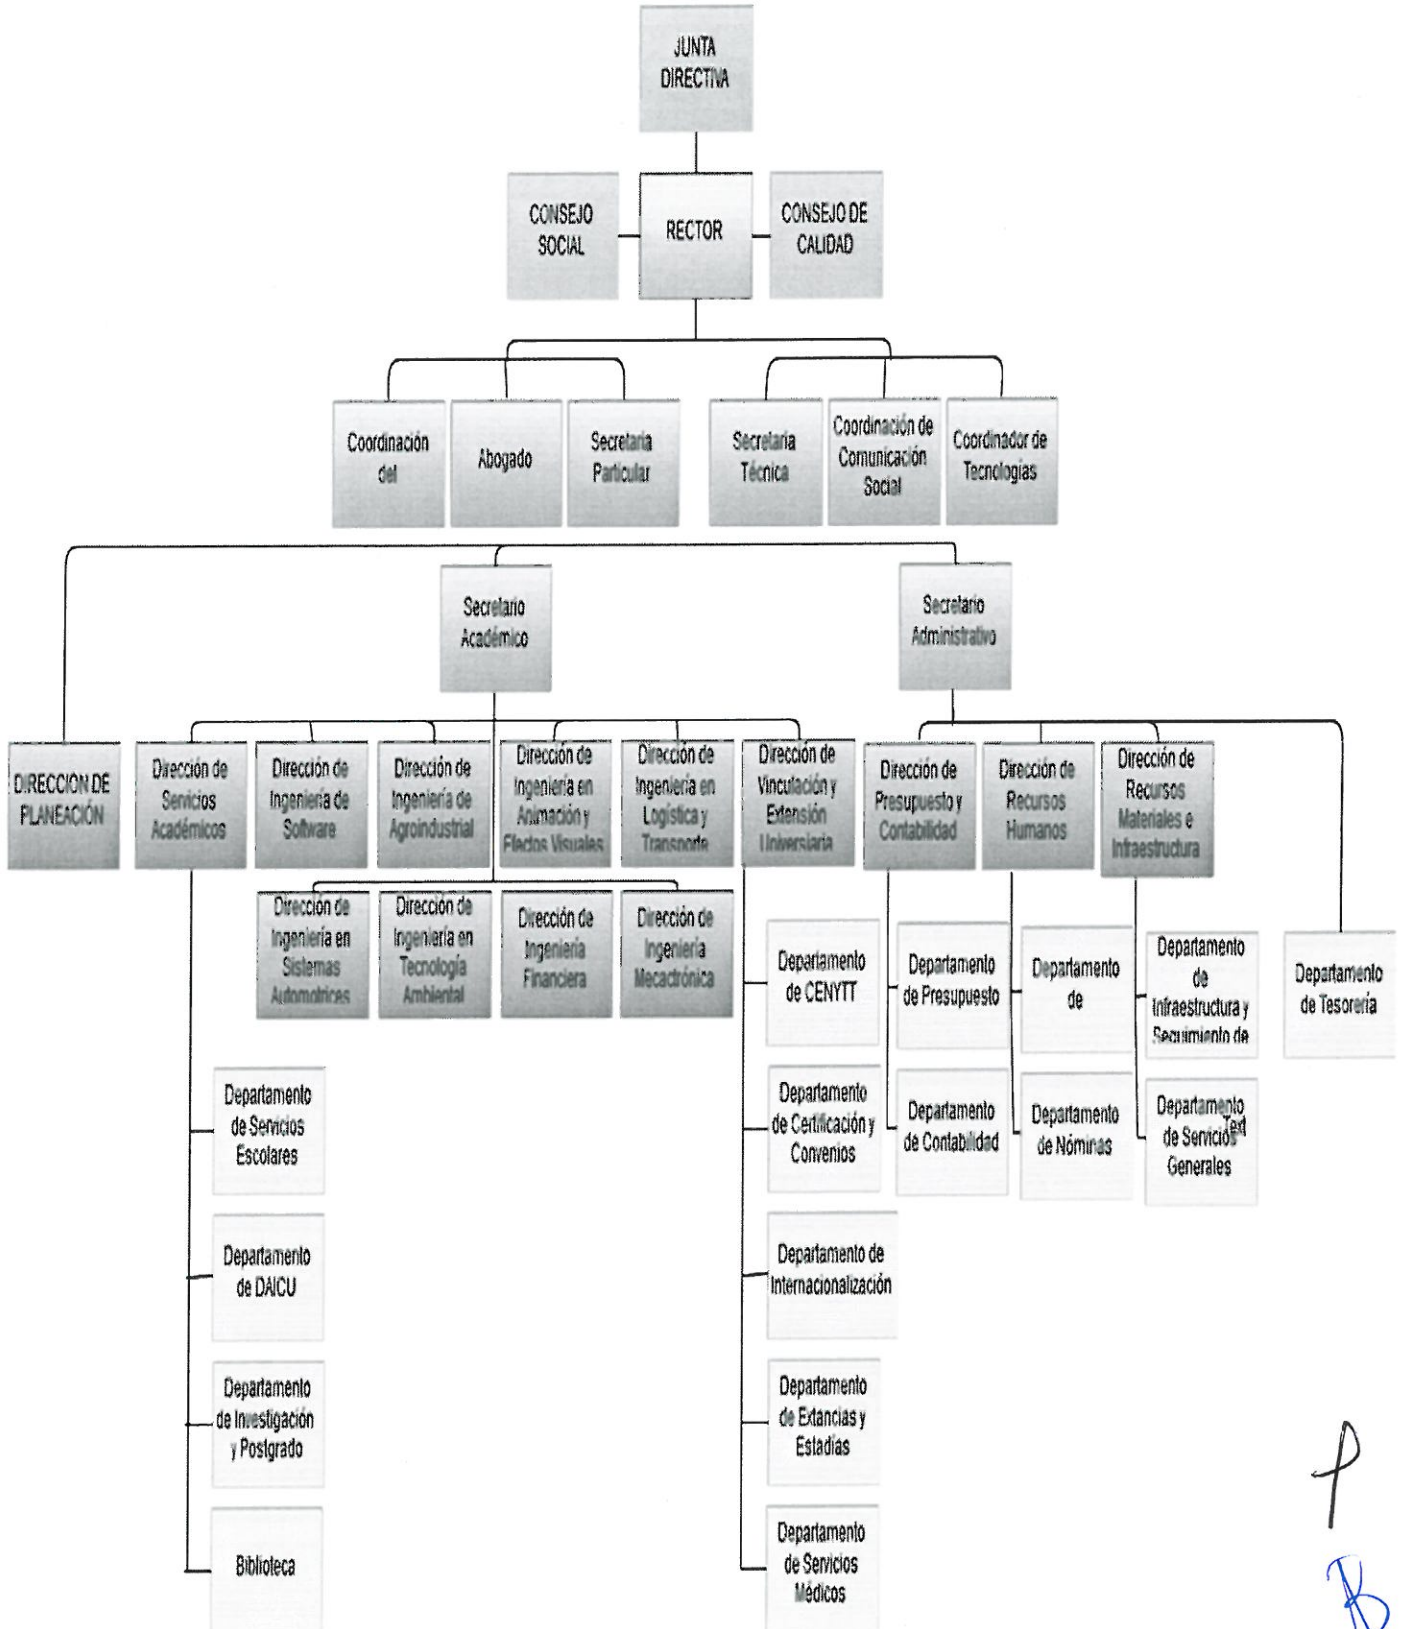 JUNTA
DIRECTIVA
CONSEJO
SOCIAL
RECTOR
CONSEJO DE
CALIDAD
Coordinación
del
Abogado
Secretaria
Particular
Secretaria
Técnica
Coordinación de
Comunicación
Social
Coordinador de
Tecnologías
Secretario
Académico
Secretario
Administrativo
DIRECCIÓN DE
PLANEACIÓN
Dirección de
Servicios
Académicos
Dirección de
Ingeniería de
Software
Dirección de
Ingeniería de
Agroindustrial
Dirección de
Ingeniería en
Animación y
Efectos Visuales
Dirección de
Ingeniería en
Logística y
Transporte
Dirección de
Vinculación y
Extensión
Universiaria
Dirección de
Presupuesto y
Contabilidad
Dirección de
Recursos
Humanos
Dirección de
Recursos
Materiales e
Infraestructura
Dirección de
Ingeniería en
Sistemas
Automotrices
Dirección de
Ingeniería en
Tecnología
Ambiental
Dirección de
Ingeniería
Financiera
Dirección de
Ingeniería
Mecactrónica
Departamento
de CENYTT
Departamento
de Presupuesto
Departamento
de
Departamento
de
Infraestructura y
Seguimiento de
Departamento
de Tesorería
Departamento
de Servicios
Escolares
Departamento
de Certificación y
Convenios
Departamento
de Contabilidad
Departamento
de Nóminas
Departamento
Text
de Servicios
Generales
Departamento
de DAICU
Departamento de
Internacionalización
Departamento
de Investigación
y Postgrado
Departamento
de Extancias y
Estadías
Biblioteca
Departamento
de Servicios
Médicos